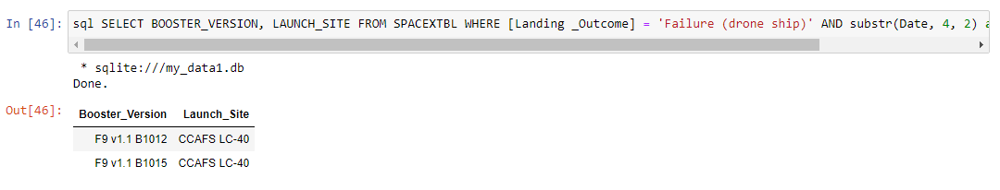 In [46]: sql SELECT BOOSTER_VERSION, LAUNCH_SITE FROM SPACEXTBL WHERE [Landing _Outcome] = 'Failure (drone ship)' AND substr(Date, 4, 2)
* sqlite:///my_data1.db
Done.
Out[46]:
Booster_Version Launch_Site
F9 v1.1 B1012 CCAFS LC-40
F9 v1.1 B1015 CCAFS LC-40